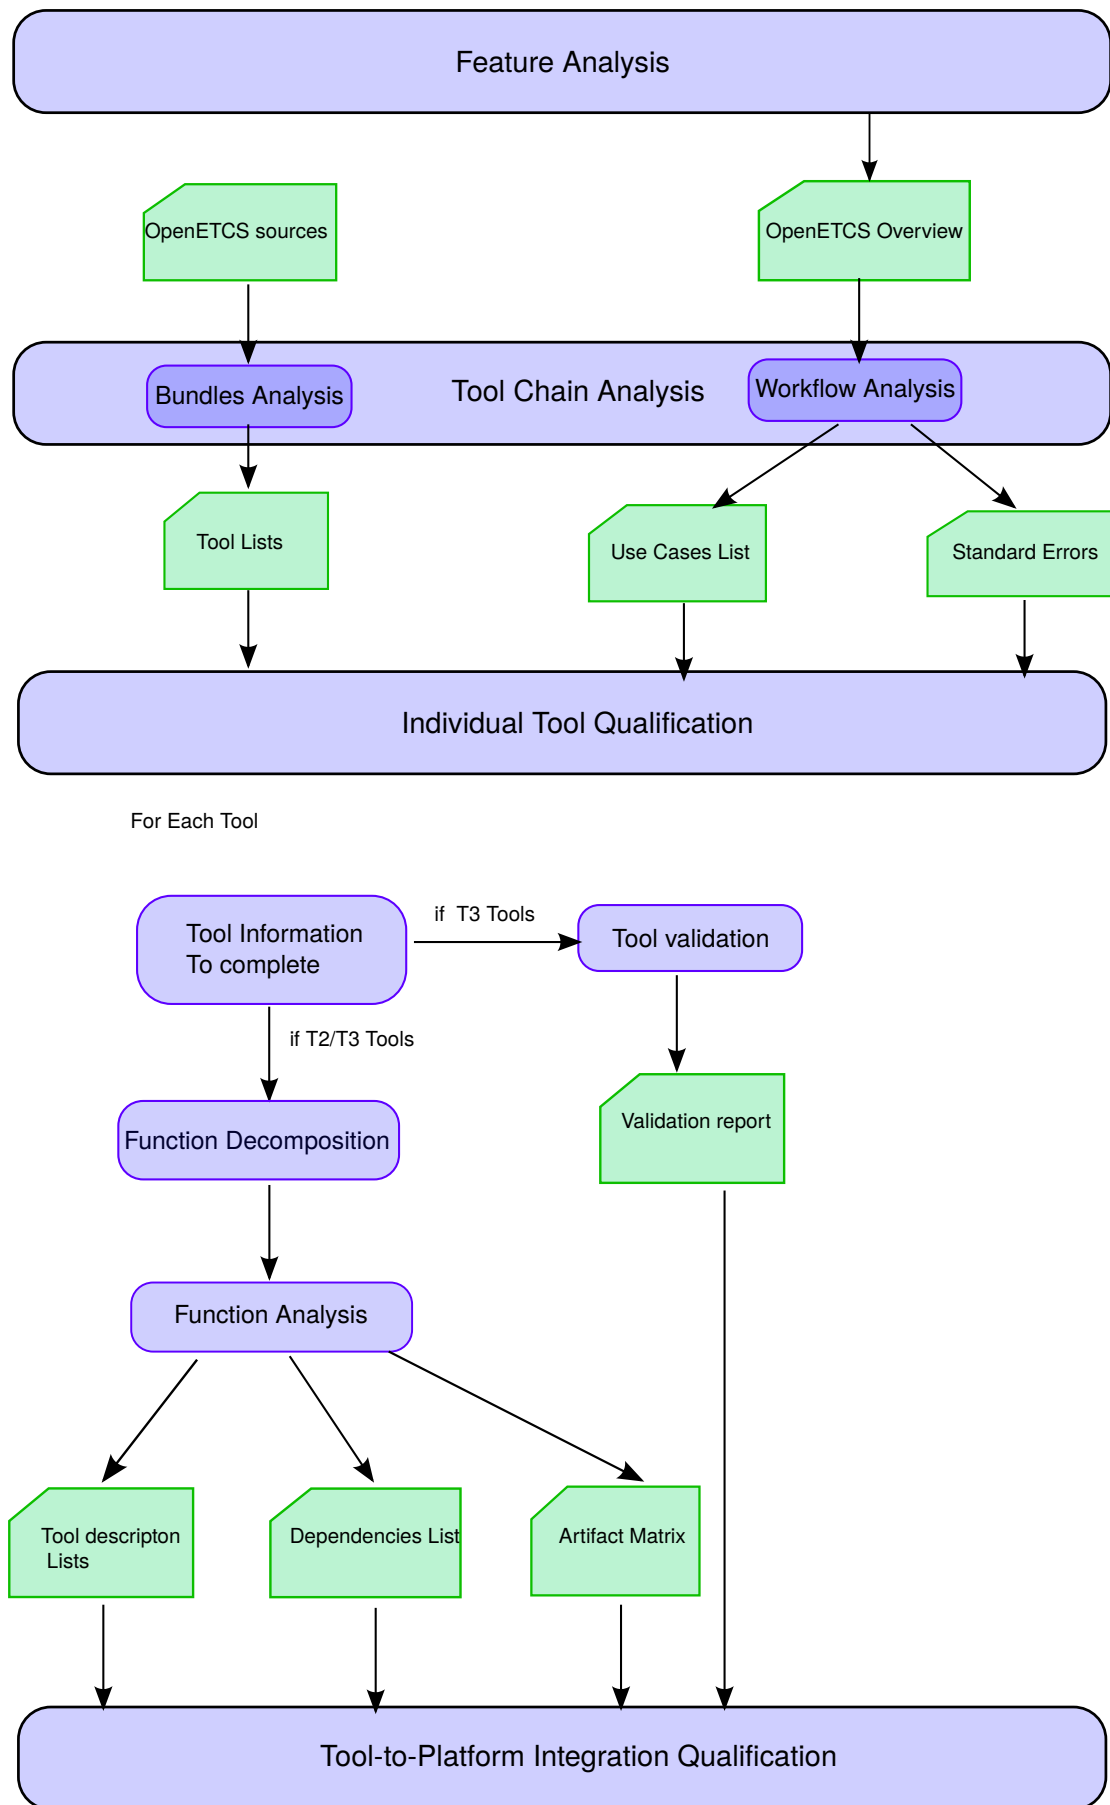 Feature Analysis
OpenETCS sources
OpenETCS Overview
Bundles Analysis
Tool Chain Analysis
Workflow Analysis
Tool Lists
Use Cases List
Standard Errors
Individual Tool Qualification
For Each Tool
Tool Information
To complete
if  T3 Tools
Tool validation
if T2/T3 Tools
Function Decomposition
Validation report
Function Analysis
Tool descripton
Lists
Dependencies List
Artifact Matrix
Tool-to-Platform Integration Qualification